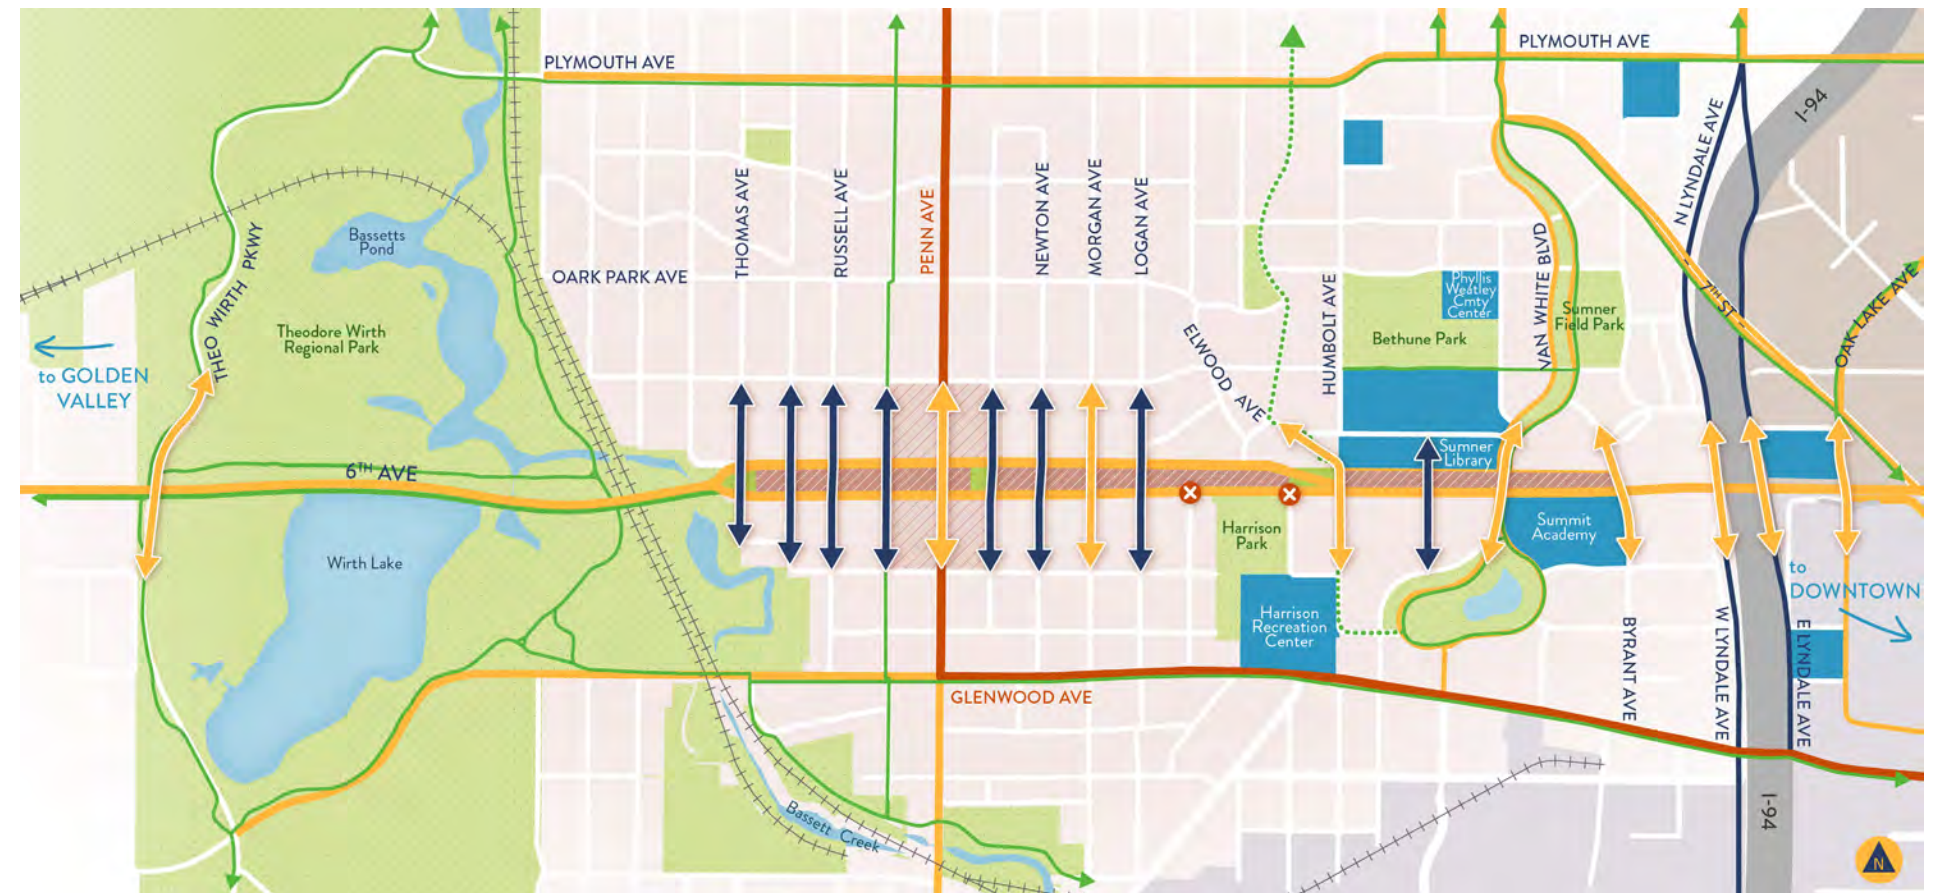 PLYMOUTH AVE
PLYMOUTH AVE
I-94
N LYNDALE AVE
THOMAS AVE
RUSSELL AVE
PENN AVE
NEWTON AVE
MORGAN AVE
LOGAN AVE
Bassetts
Pond
OARK PARK AVE
THEO WIRTH PKWY
Theodore Wirth
Regional Park
to GOLDEN
VALLEY
ELWOOD AVE
HUMBOLT AVE
Phyllis
Weatley
Cmty
Center
Bethune Park
VAN WHITE BLVD
Sumner
Field Park
7TH ST
OAK LAKE AVE
6TH AVE
Sumner
Library
Harrison
Park
Summit
Academy
Wirth Lake
to
DOWNTOWN
Harrison
Recreation
Center
BYRANT AVE
W LYNDALE AVE
E LYNDALE AVE
GLENWOOD AVE
Bassett Creek
I-94
N